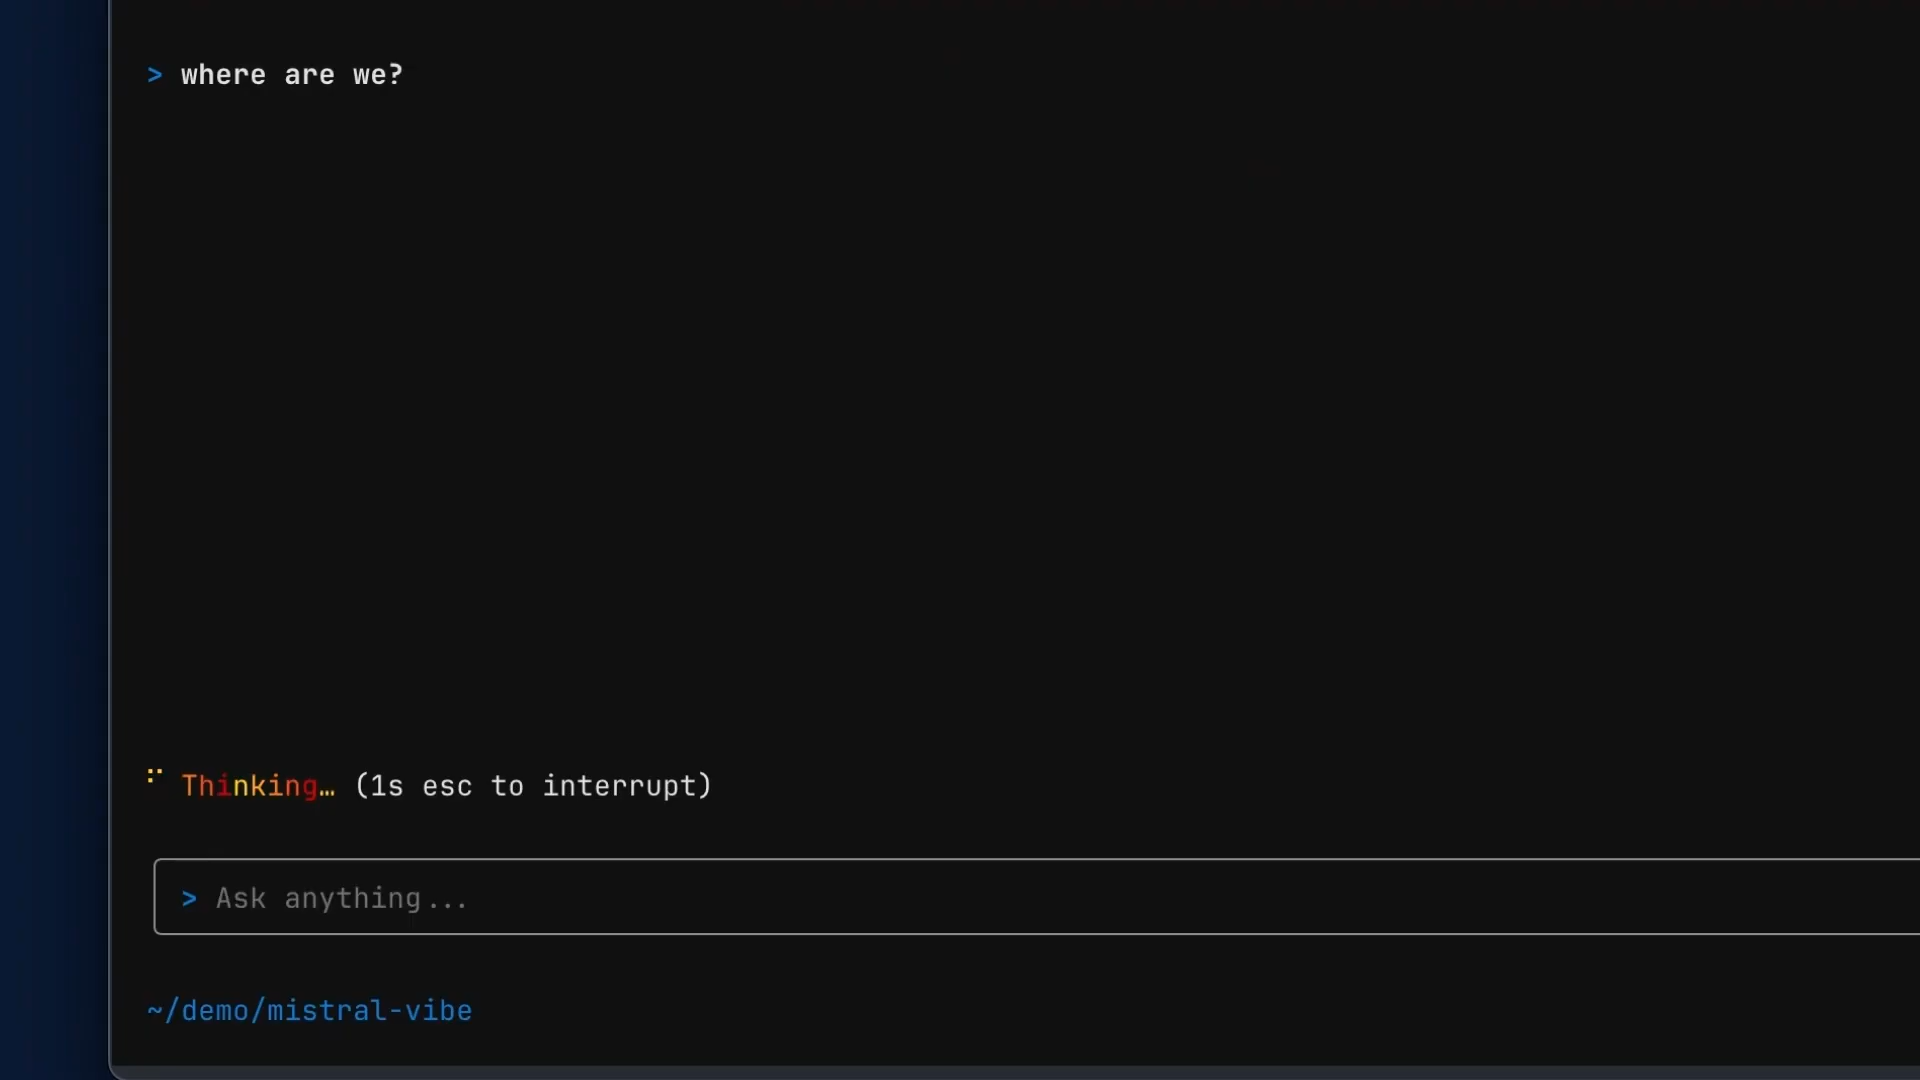 > where are we?
⠋ Thinking… (1s esc to interrupt)
> Ask anything...
~/demo/mistral-vibe